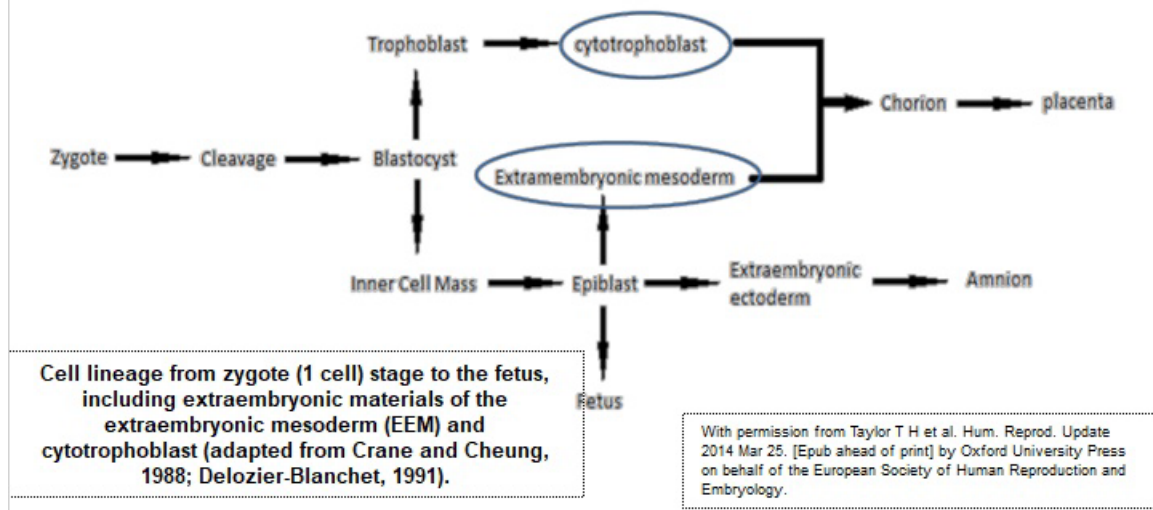 Trophoblast
cytotrophoblast
Chorion
placenta
Zygote
Cleavage
Blastocyst
Extramembryonic mesoderm
Inner Cell Mass
Epiblast
Extraembryonic
ectoderm
Amnion
Fetus
Cell lineage from zygote (1 cell) stage to the fetus,
including extraembryonic materials of the
extraembryonic mesoderm (EEM) and
cytotrophoblast (adapted from Crane and Cheung,
1988; Delozier-Blanchet, 1991).
With permission from Taylor T H et al. Hum. Reprod. Update
2014 Mar 25. [Epub ahead of print] by Oxford University Press
on behalf of the European Society of Human Reproduction and
Embryology.